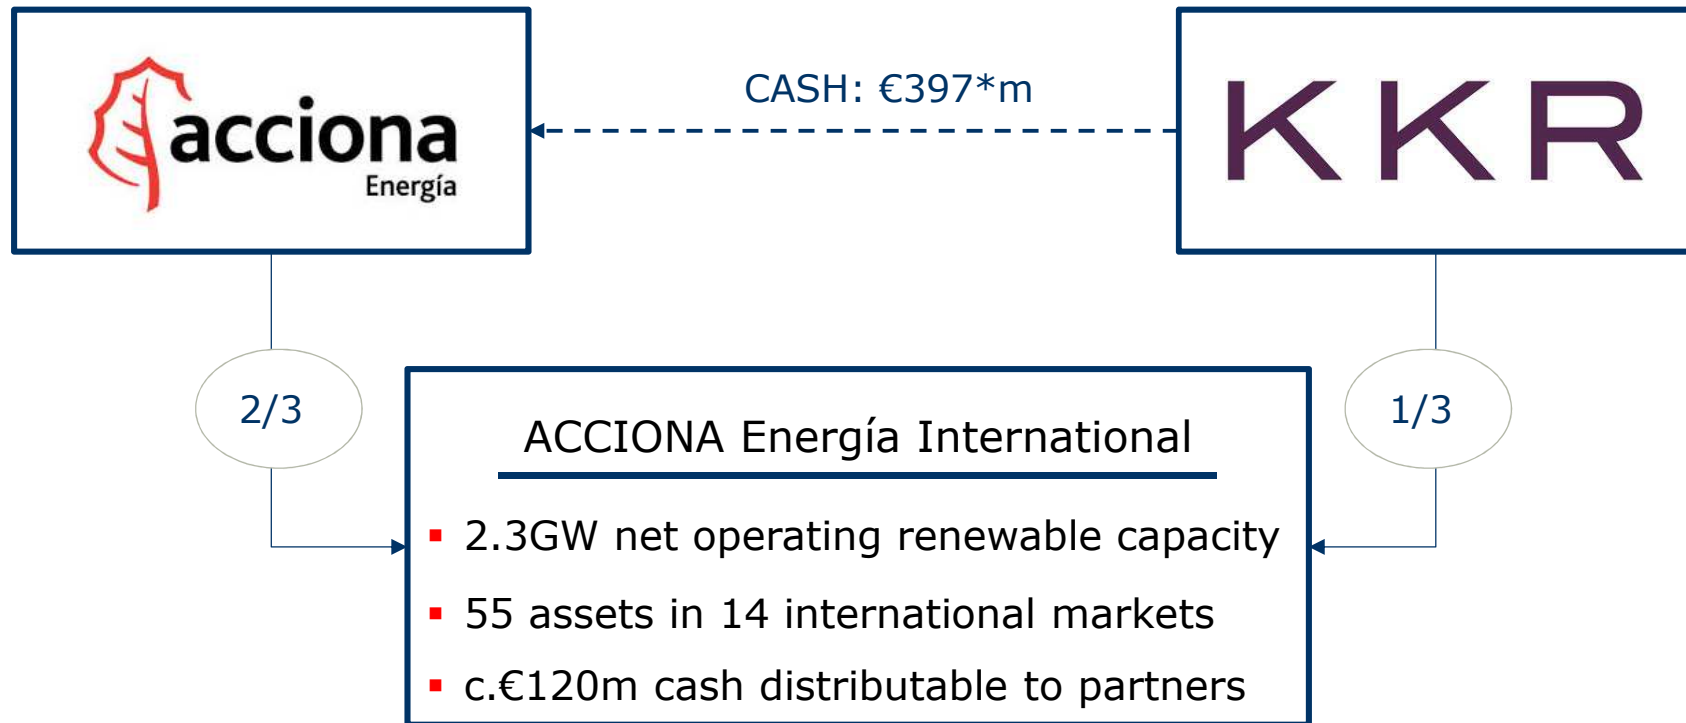 acciona
Energía
CASH: €397*m
KKR
2/3
1/3
ACCIONA Energía International
▪ 2.3GW net operating renewable capacity
▪ 55 assets in 14 international markets
▪ c.€120m cash distributable to partners